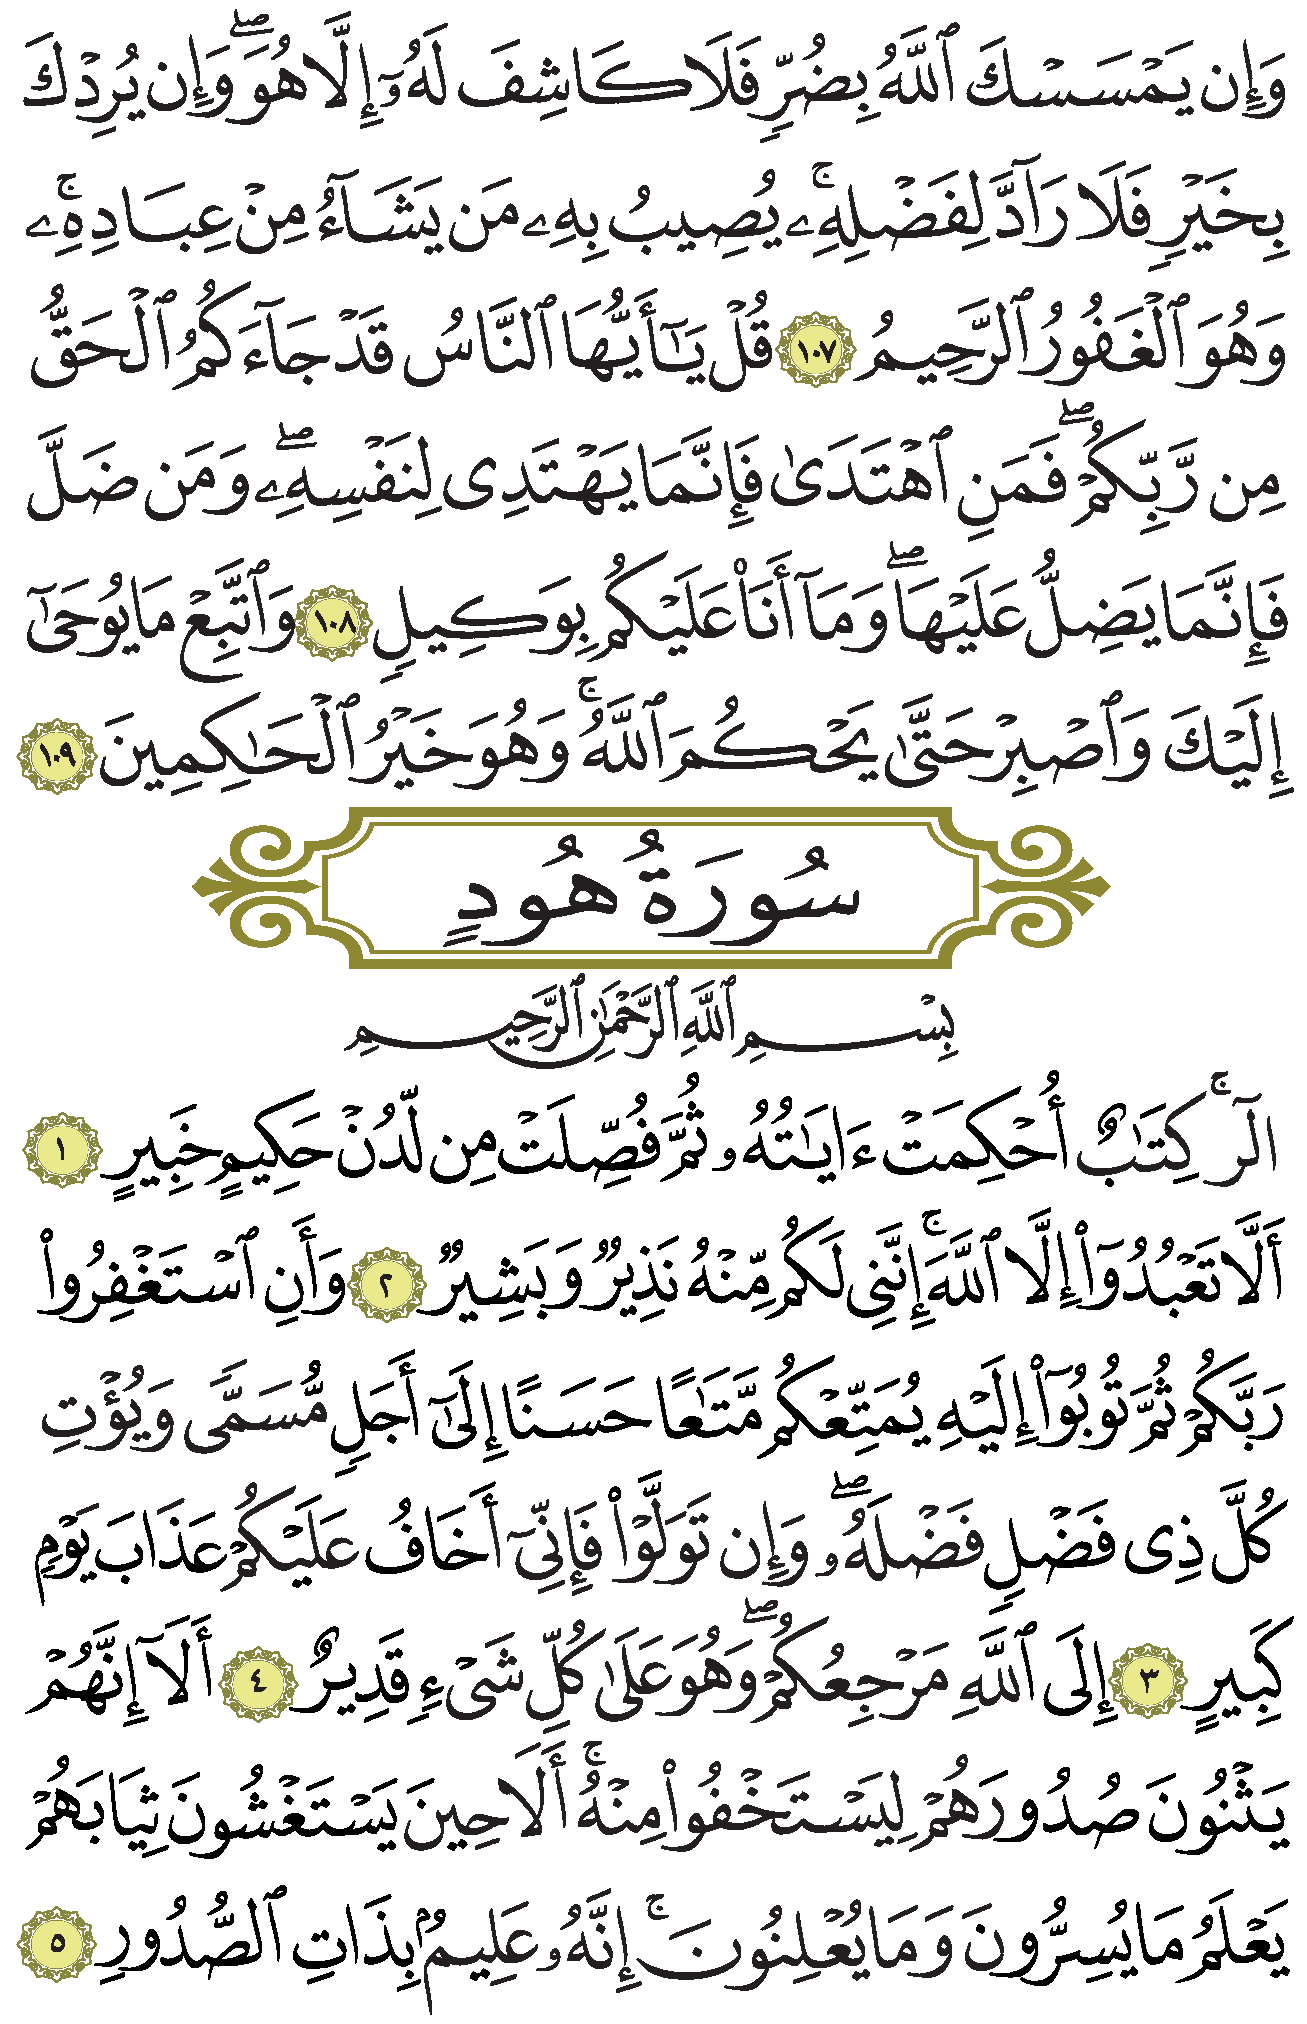 وَإِن يَمْسَسْكَ ٱللَّهُ بِضُرٍّ فَلَا كَاشِفَ لَهُۥٓ إِلَّا هُوَ ۖ وَإِن يُرِدْكَ
بِخَيْرٍ فَلَا رَآدَّ لِفَضْلِهِۦ ۚ يُصِيبُ بِهِۦ مَن يَشَآءُ مِنْ عِبَادِهِۦ ۚ
وَهُوَ ٱلْغَفُورُ ٱلرَّحِيمُ ١٠٧ قُلْ يَـٰٓأَيُّهَا ٱلنَّاسُ قَدْ جَآءَكُمُ ٱلْحَقُّ
مِن رَّبِّكُمْ ۖ فَمَنِ ٱهْتَدَىٰ فَإِنَّمَا يَهْتَدِى لِنَفْسِهِۦ ۖ وَمَن ضَلَّ
فَإِنَّمَا يَضِلُّ عَلَيْهَا ۖ وَمَآ أَنَا۠ عَلَيْكُم بِوَكِيلٍ ١٠٨ وَٱتَّبِعْ مَا يُوحَىٰٓ
إِلَيْكَ وَٱصْبِرْ حَتَّىٰ يَحْكُمَ ٱللَّهُ ۚ وَهُوَ خَيْرُ ٱلْحَـٰكِمِينَ ١٠٩
سُورَةُ هُودٍ
بِسْمِ ٱللَّهِ ٱلرَّحْمَـٰنِ ٱلرَّحِيمِ
الٓر ۚ كِتَـٰبٌ أُحْكِمَتْ ءَايَـٰتُهُۥ ثُمَّ فُصِّلَتْ مِن لَّدُنْ حَكِيمٍ خَبِيرٍ ١
أَلَّا تَعْبُدُوٓا۟ إِلَّا ٱللَّهَ ۚ إِنَّنِى لَكُم مِّنْهُ نَذِيرٌ وَبَشِيرٌ ٢ وَأَنِ ٱسْتَغْفِرُوا۟
رَبَّكُمْ ثُمَّ تُوبُوٓا۟ إِلَيْهِ يُمَتِّعْكُم مَّتَـٰعًا حَسَنًا إِلَىٰٓ أَجَلٍ مُّسَمًّى وَيُؤْتِ
كُلَّ ذِى فَضْلٍ فَضْلَهُۥ ۖ وَإِن تَوَلَّوْا۟ فَإِنِّىٓ أَخَافُ عَلَيْكُمْ عَذَابَ يَوْمٍ
كَبِيرٍ ٣ إِلَى ٱللَّهِ مَرْجِعُكُمْ ۖ وَهُوَ عَلَىٰ كُلِّ شَىْءٍ قَدِيرٌ ٤ أَلَآ إِنَّهُمْ
يَثْنُونَ صُدُورَهُمْ لِيَسْتَخْفُوا۟ مِنْهُ ۚ أَلَا حِينَ يَسْتَغْشُونَ ثِيَابَهُمْ
يَعْلَمُ مَا يُسِرُّونَ وَمَا يُعْلِنُونَ ۚ إِنَّهُۥ عَلِيمٌۢ بِذَاتِ ٱلصُّدُورِ ٥